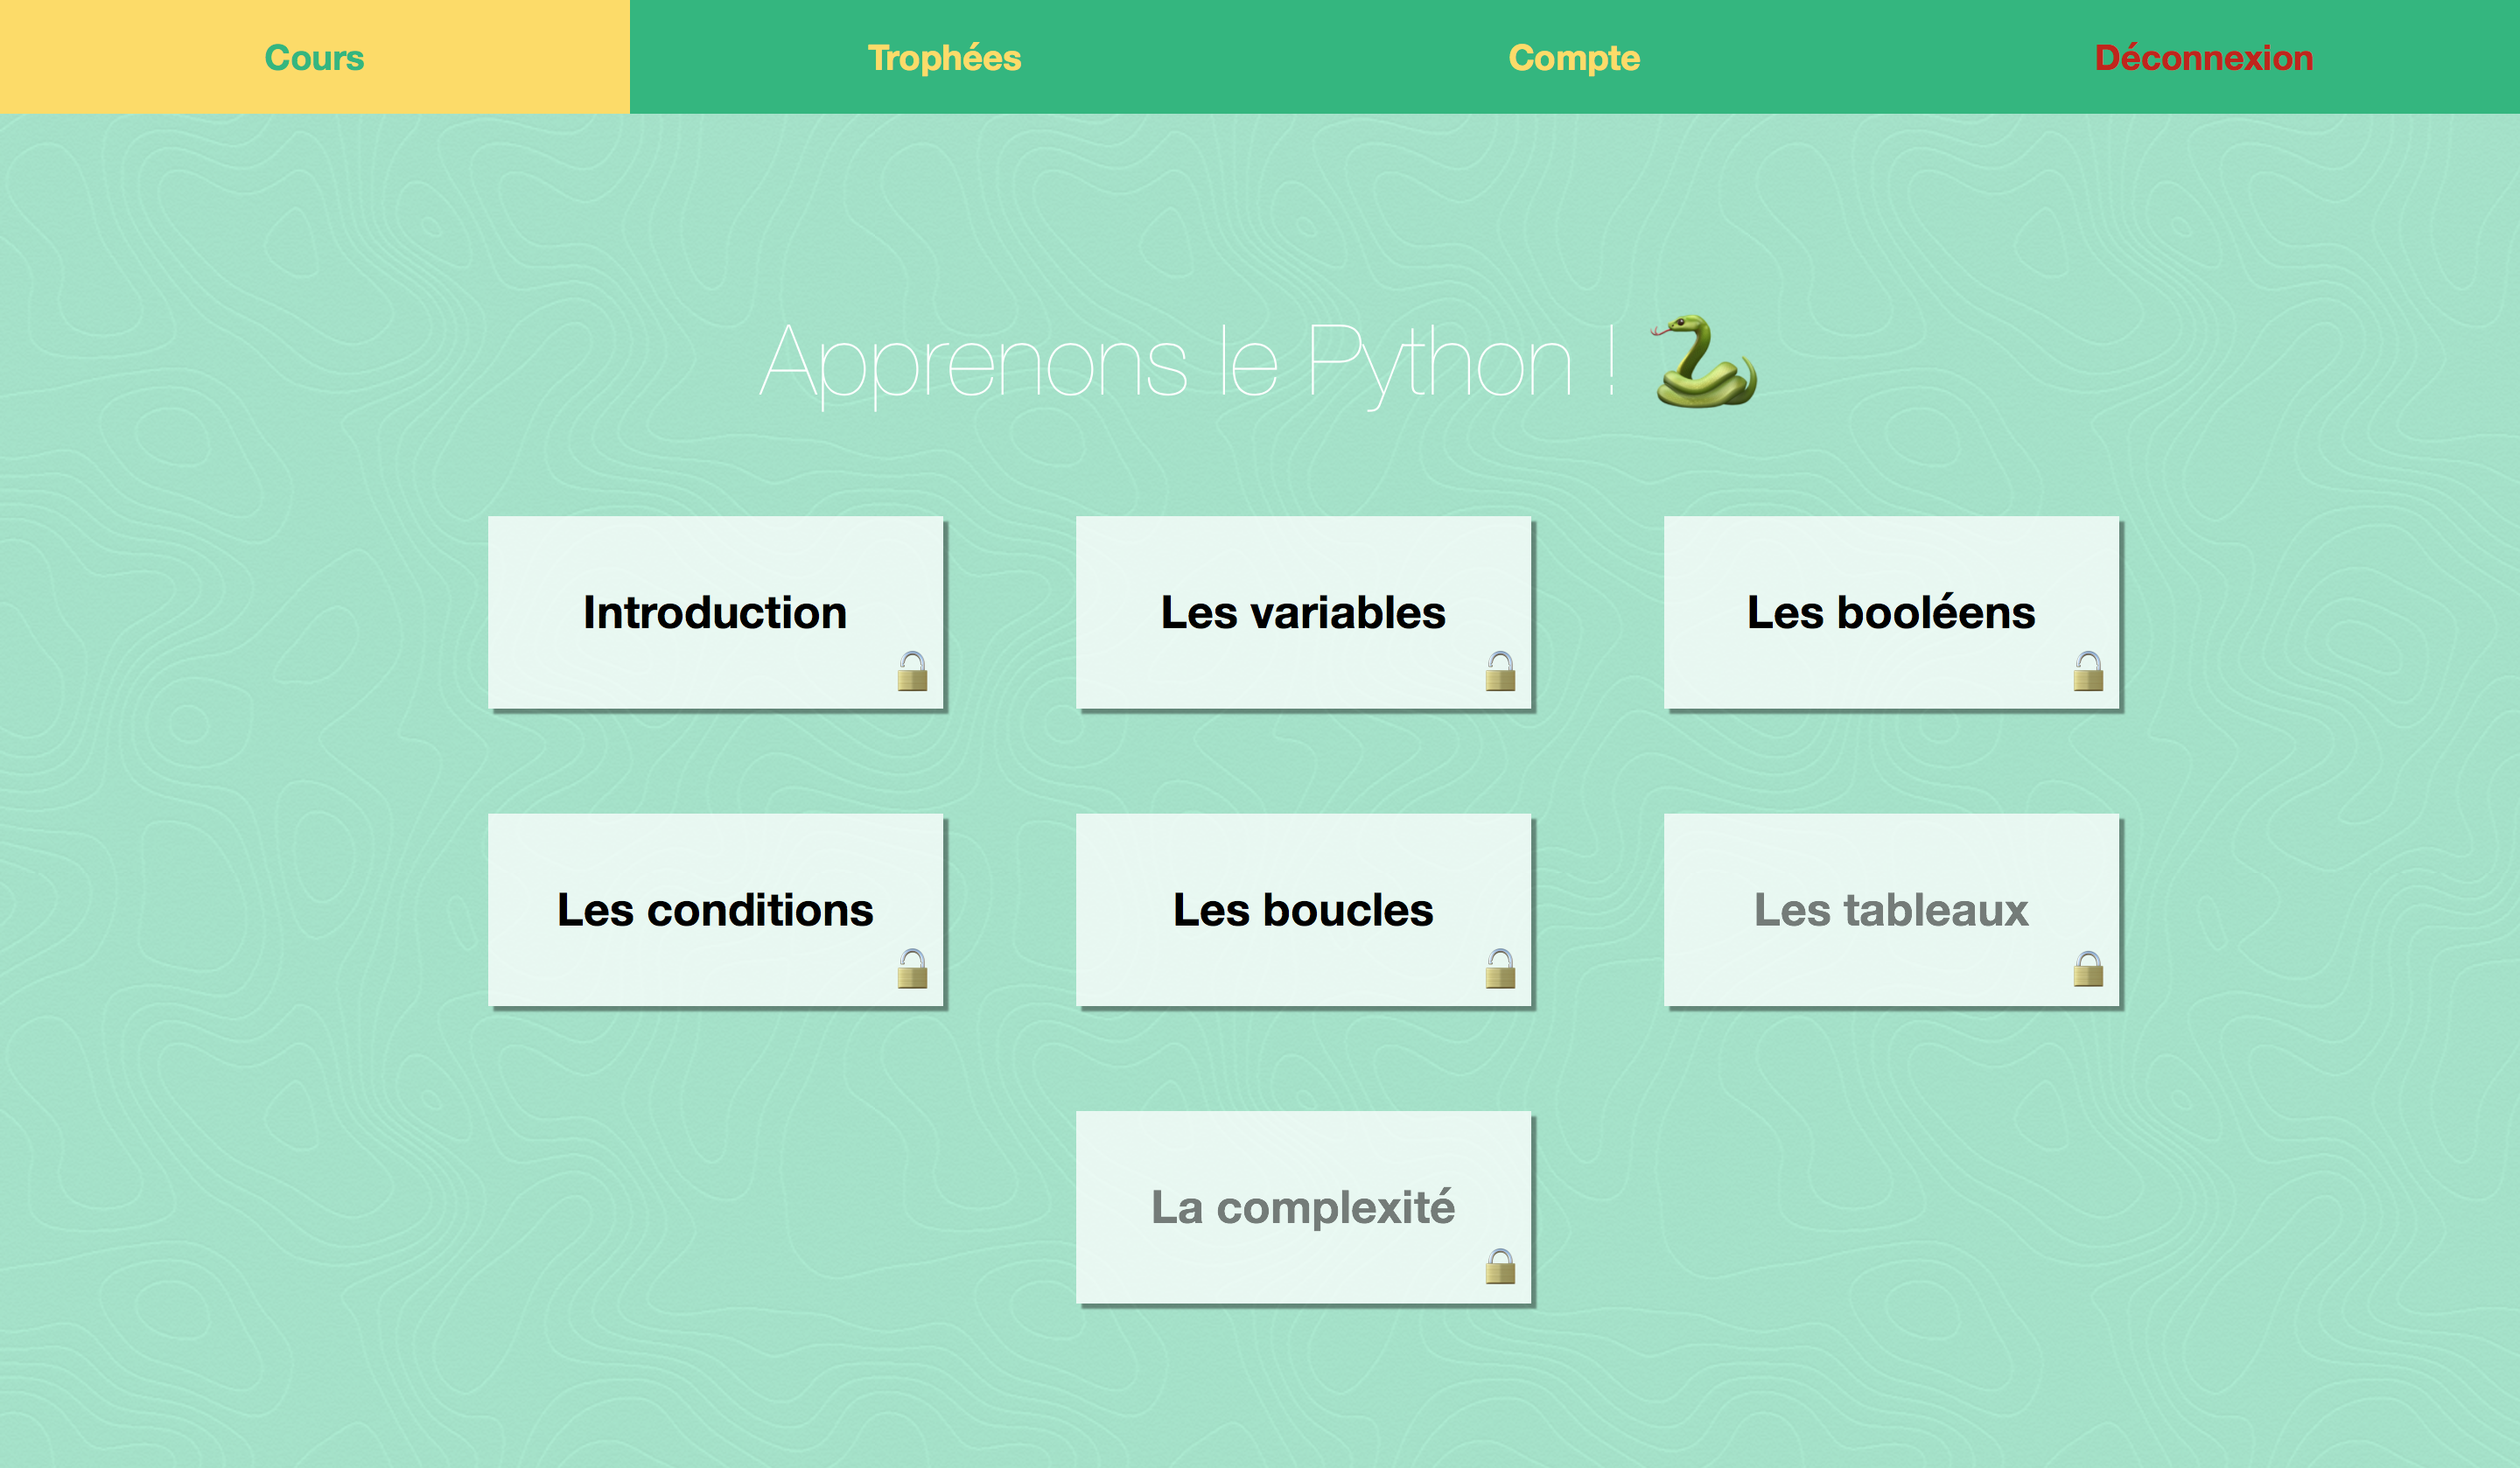 Cours
Trophées
Compte
Déconnexion
Apprenons le Python !
Introduction
Les variables
Les booléens
Les conditions
Les boucles
Les tableaux
La complexité